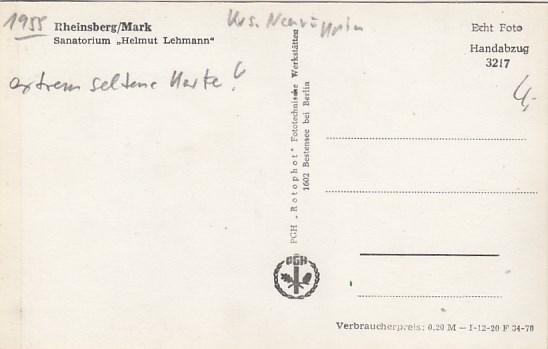 1955
Rheinsberg/Mark
Sanatorium „Helmut Lehmann"
Krs. Neuruppin
extrem seltene Karte!
Echt Foto
Handabzug
3217
4,-
PGH „Rotophot" Fototechnische Werkstätten
1602 Bestensee bei Berlin
PGH
Verbraucherpreis: 0,20 M — I-12-20 F 34-70